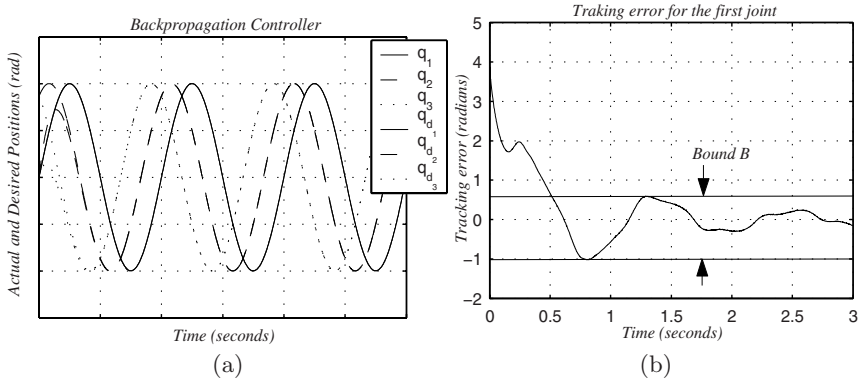 Backpropagation Controller
Actual and Desired Positions (rad)
q1
q2
q3
qd1
qd2
qd3
Time (seconds)
(a)
Traking error for the first joint
Tracking error (radians)
5
4
3
2
1
0
-1
-2
Bound B
0
0.5
1
1.5
2
2.5
3
Time (seconds)
(b)